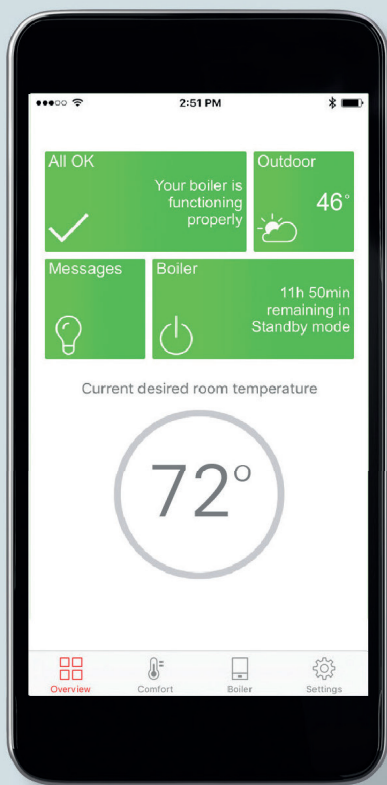 2:51 PM
All OK
Your boiler is
functioning
properly
Outdoor
46°
Messages
Boiler
11h 50min
remaining in
Standby mode
Current desired room temperature
72°
Overview
Comfort
Boiler
Settings